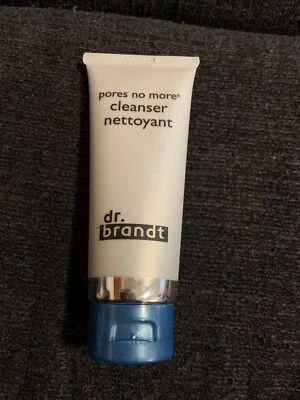 pores no more®
cleanser
nettoyant
dr.
brandt